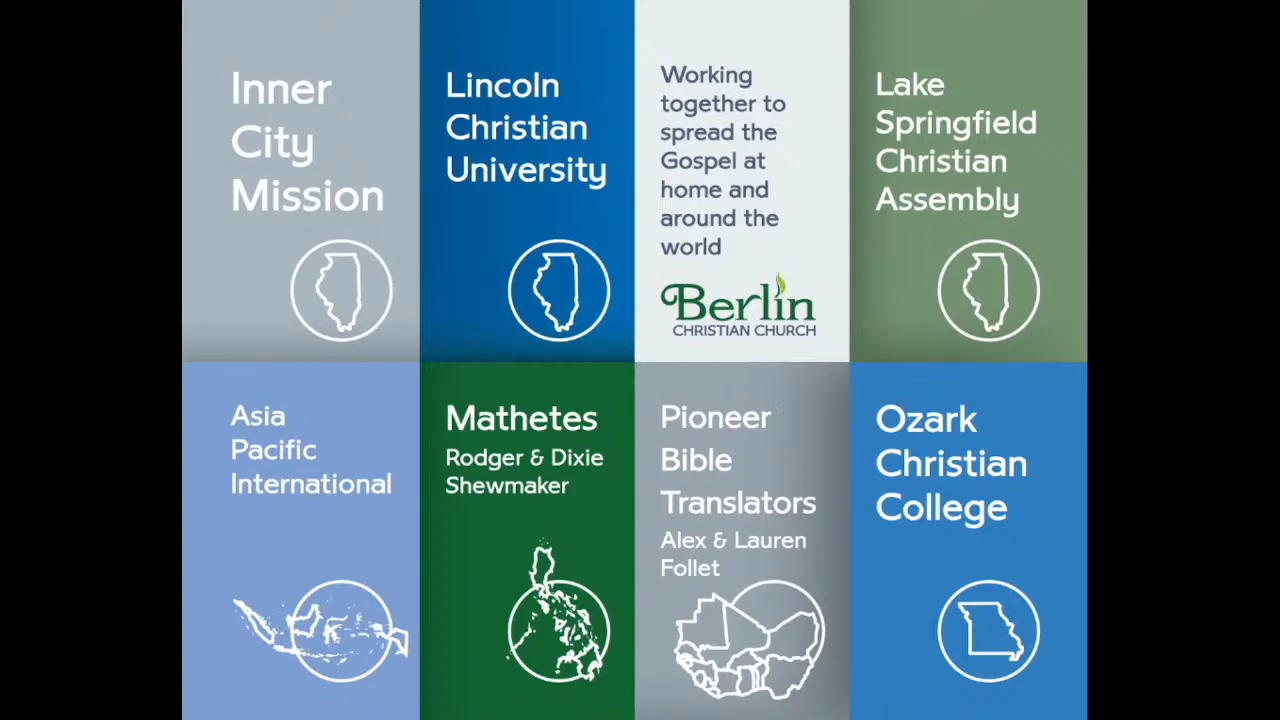 Inner
City
Mission
Lincoln
Christian
University
Working
together to
spread the
Gospel at
home and
around the
world
Berlin
CHRISTIAN CHURCH
Lake
Springfield
Christian
Assembly
Asia
Pacific
International
Mathetes
Rodger & Dixie
Shewmaker
Pioneer
Bible
Translators
Alex & Lauren
Follet
Ozark
Christian
College